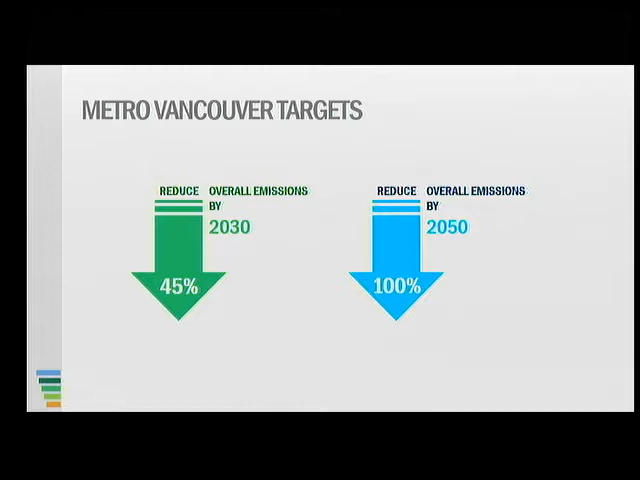 METRO VANCOUVER TARGETS
REDUCE OVERALL EMISSIONS
BY
2030
45%
REDUCE OVERALL EMISSIONS
BY
2050
100%